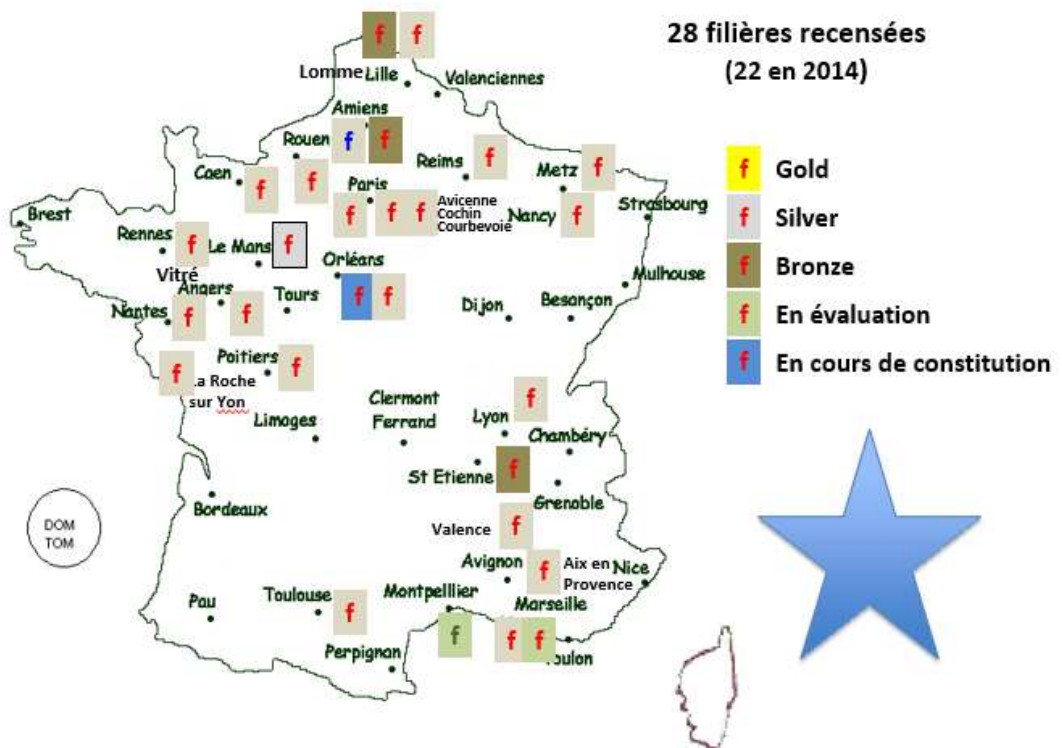 28 filières recensées
(22 en 2014)
f f
Lomme Lille Valenciennes
Amiens
Rouen f f
Reims f
Metz f
Caen f f
Paris
f f f
Avicenne
Cochin
Courbevoie
Nancy f
Strasbourg
Brest
Rennes f
Le Mans f
Vitré
Orléans
f f
Mulhouse
Angers f
Tours
Nantes f
Dijon
Besançon
Poitiers f
f
La Roche
sur Yon
Limoges
Clermont
Ferrand
Lyon f
Chambéry
St Etienne f
Grenoble
Bordeaux
DOM
TOM
Valence f
Avignon f
Aix en
Provence
Nice
Pau
Toulouse f
Montpelllier
f
Marseille
f f
Toulon
Perpignan
f Gold
f Silver
f Bronze
f En évaluation
f En cours de constitution